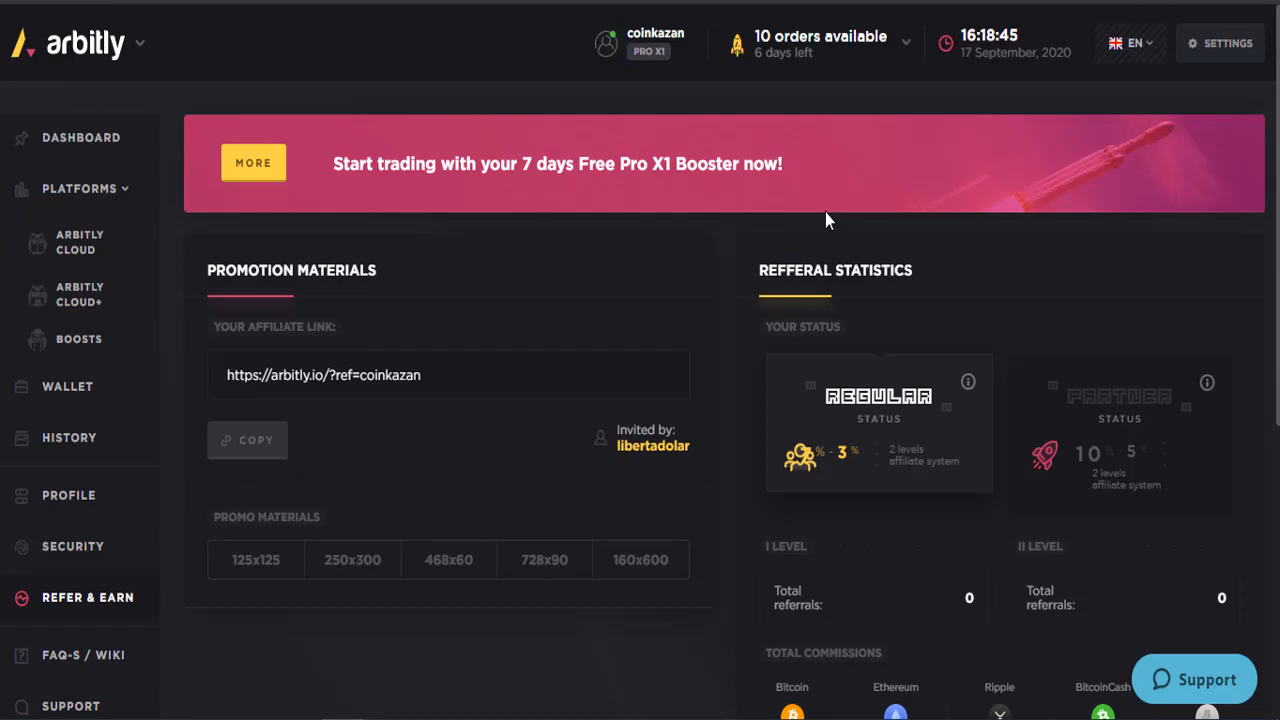 arbitly
coinkazan
PRO X1
10 orders available
6 days left
16:18:45
17 September, 2020
EN
SETTINGS
DASHBOARD
PLATFORMS
ARBITLY
CLOUD
ARBITLY
CLOUD+
BOOSTS
WALLET
HISTORY
PROFILE
SECURITY
REFER & EARN
FAQ-S / WIKI
SUPPORT
MORE
Start trading with your 7 days Free Pro X1 Booster now!
PROMOTION MATERIALS
YOUR AFFILIATE LINK:
https://arbitly.io/?ref=coinkazan
COPY
Invited by:
libertadolar
PROMO MATERIALS
125x125
250x300
468x60
728x90
160x600
REFFERAL STATISTICS
YOUR STATUS
REGULAR
STATUS
% - 3 %
2 levels
affiliate system
PARTNER
STATUS
10 % - 5 %
2 levels
affiliate system
I LEVEL
Total
referrals:
0
II LEVEL
Total
referrals:
0
TOTAL COMMISSIONS
Bitcoin
Ethereum
Ripple
BitcoinCash
Support